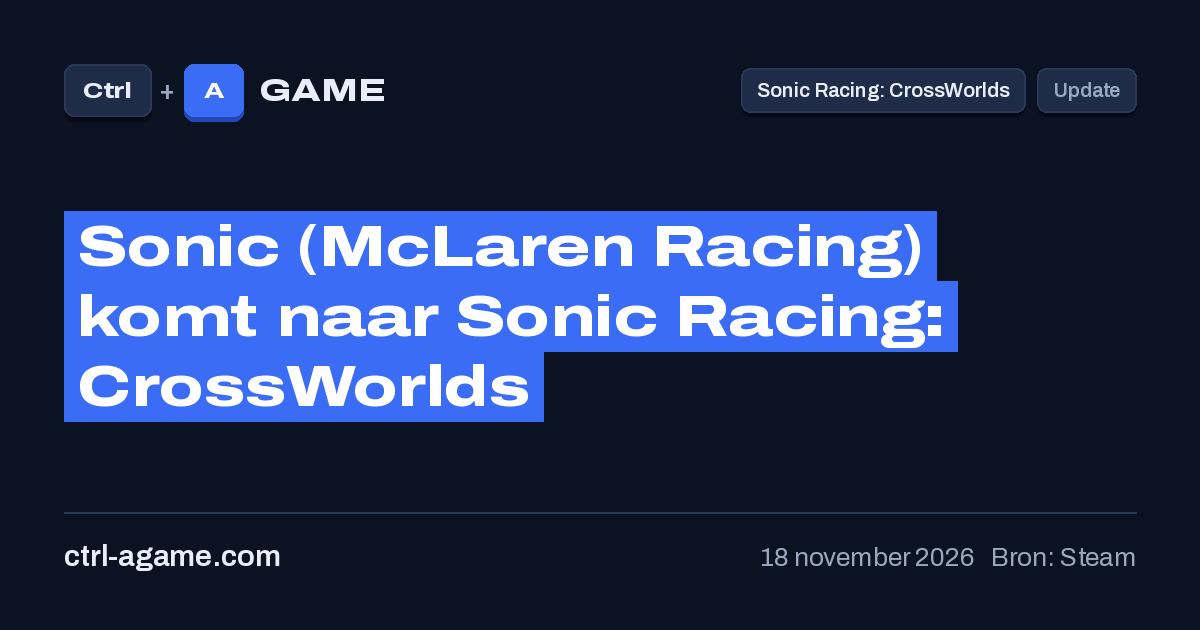 Ctrl + A GAME
Sonic Racing: CrossWorlds Update
Sonic (McLaren Racing)
komt naar Sonic Racing:
CrossWorlds
ctrl-agame.com
18 november 2026 Bron: Steam